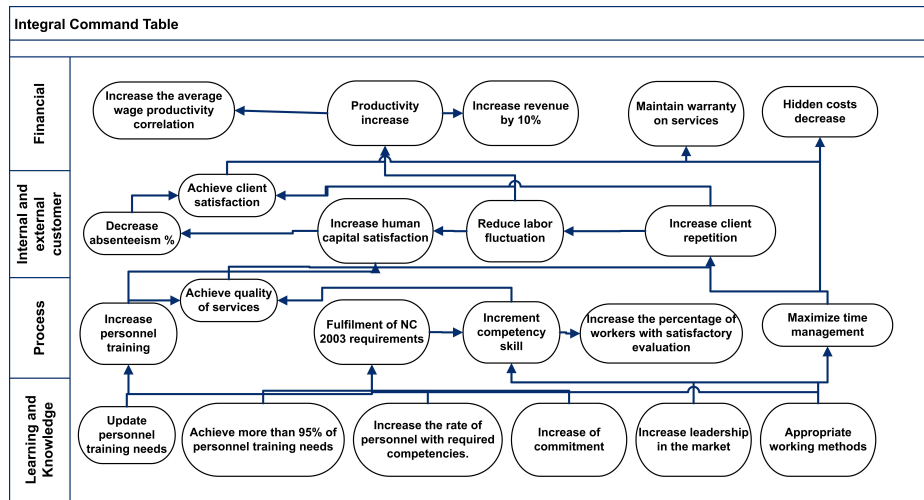 Integral Command Table
Financial
Increase the average
wage productivity
correlation
Productivity
increase
Increase revenue
by 10%
Maintain warranty
on services
Hidden costs
decrease
Internal and
external
customer
Achieve client
satisfaction
Decrease
absenteeism %
Increase human
capital satisfaction
Reduce labor
fluctuation
Increase client
repetition
Process
Achieve quality
of services
Increase
personnel
training
Fulfilment of NC
2003 requirements
Increment
competency
skill
Increase the percentage of
workers with satisfactory
evaluation
Maximize time
management
Learning and
Knowledge
Update
personnel
training needs
Achieve more than 95% of
personnel training needs
Increase the rate of
personnel with required
competencies.
Increase of
commitment
Increase leadership
in the market
Appropriate
working methods